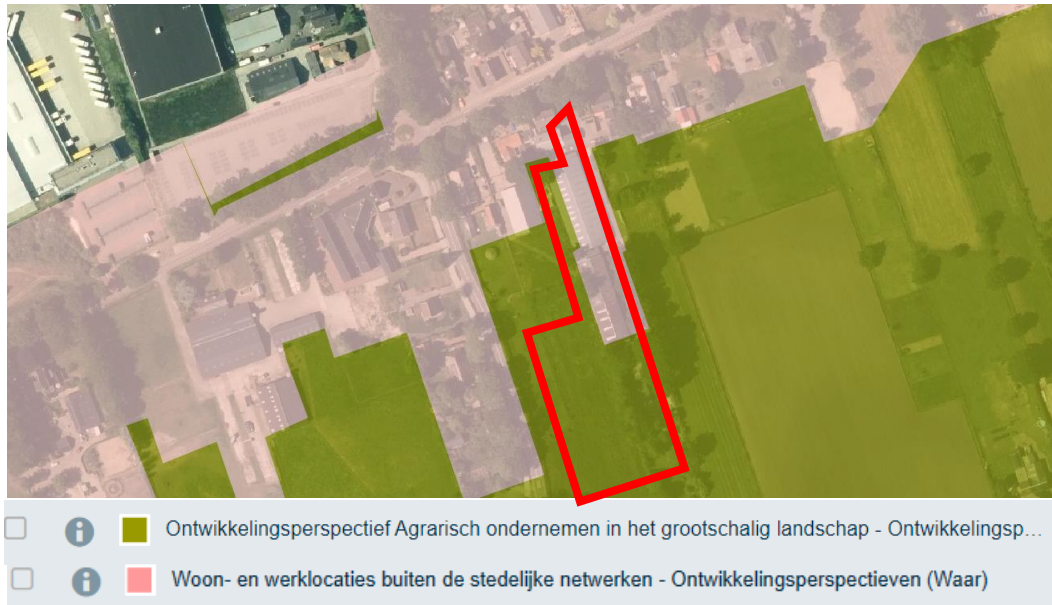 Ontwikkelingsperspectief Agrarisch ondernemen in het grootschalig landschap - Ontwikkelingsp...
Woon- en werklocaties buiten de stedelijke netwerken - Ontwikkelingsperspectieven (Waar)